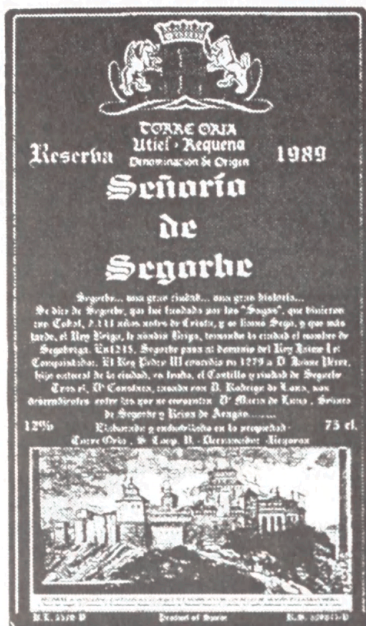 TORRE ORIA
Utiel - Requena
Denominación de Origen
Reserva 1989
Señorío
de
Segorbe
Segorbe... una gran ciudad... una gran historia...
Se dice de Segorbe, que fue fundada por los "Sagas", que vinieron
con Tubal, 2.141 años antes de Cristo, y se llamó Sego, y que más
tarde, el Rey Brigo, le añadió Briga, tomando la ciudad el nombre de
Segobriga. En 1245, Segorbe pasa al dominio del Rey Jaime I el
Conquistador. El Rey Pedro III concedió en 1279 a D. Jaime Pérez,
hijo natural de la ciudad, en feudo, el Castillo y ciudad de Segorbe
Tras el, Dª Constanza, casada con D. Rodrigo de Luna, son
descendientes entre los que se encuentra Dª María de Luna, Señora
de Segorbe y Reina de Aragón.........
12% Elaborado y embotellado en la propiedad 75 cl.
Torre Oria, S. Coop. V. - Derramador - Requena
Product of Spain